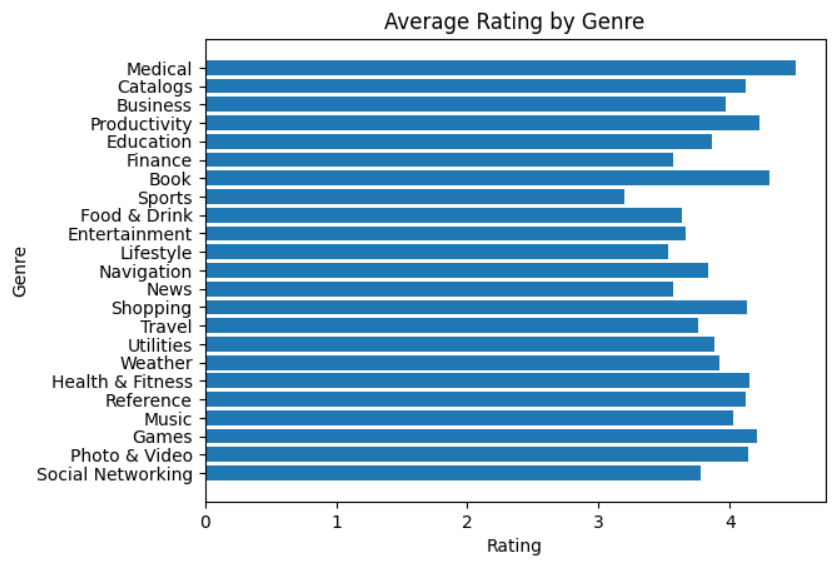 Average Rating by Genre
Genre
Medical
Catalogs
Business
Productivity
Education
Finance
Book
Sports
Food & Drink
Entertainment
Lifestyle
Navigation
News
Shopping
Travel
Utilities
Weather
Health & Fitness
Reference
Music
Games
Photo & Video
Social Networking
0 1 2 3 4
Rating